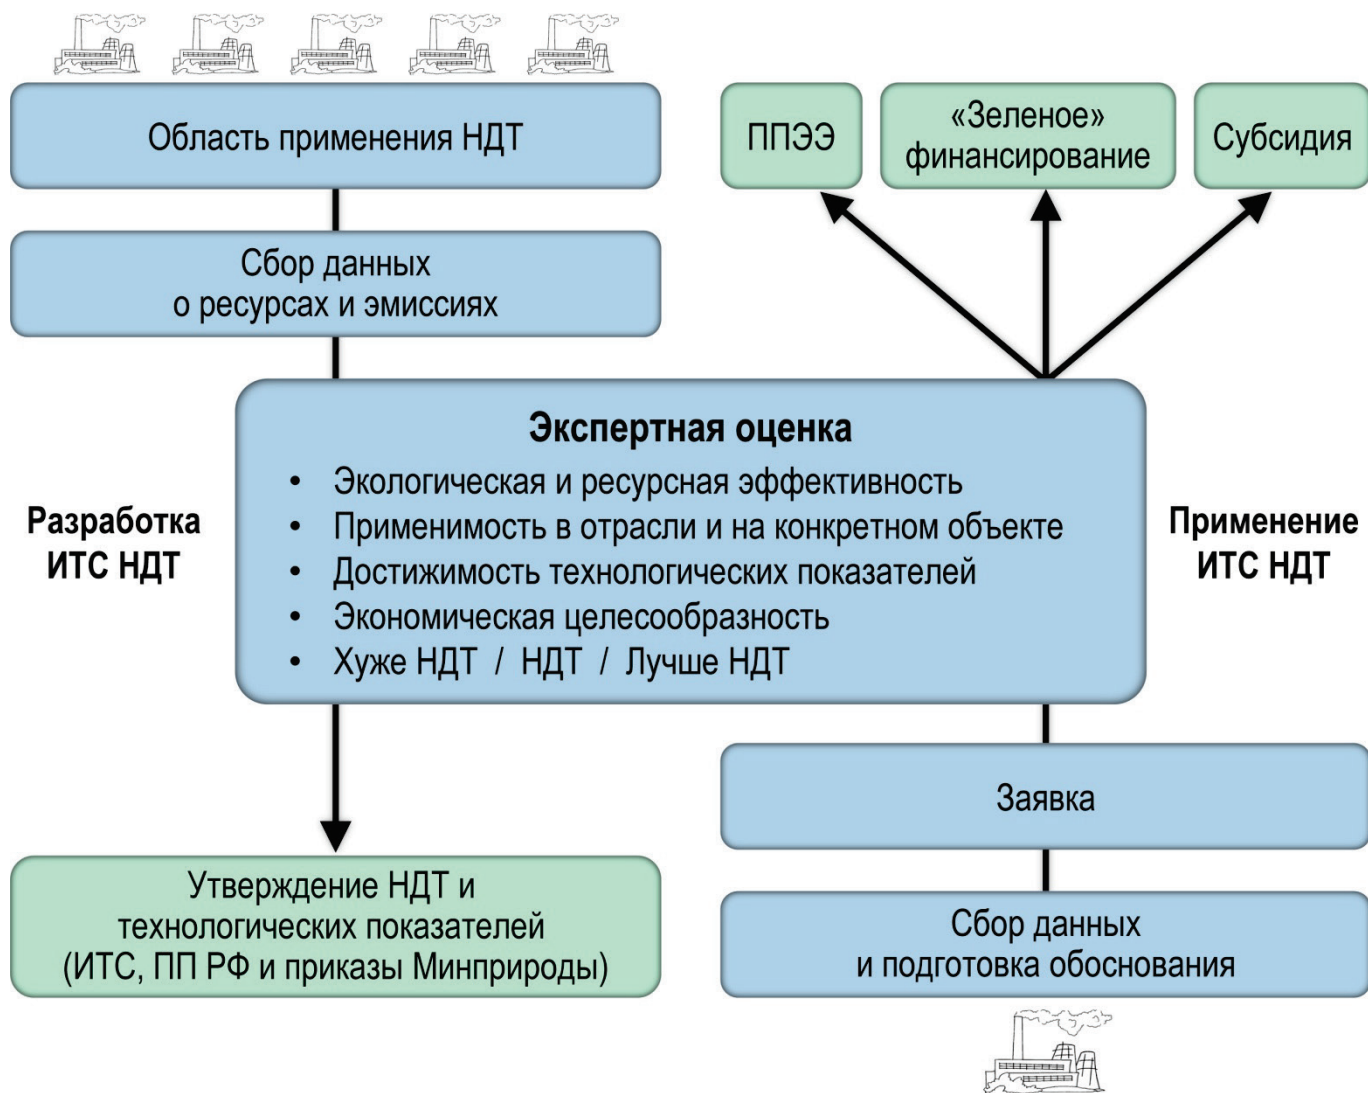 Область применения НДТ
ППЭЭ
«Зеленое»
финансирование
Субсидия
Сбор данных
о ресурсах и эмиссиях
Экспертная оценка
• Экологическая и ресурсная эффективность
• Применимость в отрасли и на конкретном объекте
• Достижимость технологических показателей
• Экономическая целесообразность
• Хуже НДТ / НДТ / Лучше НДТ
Разработка
ИТС НДТ
Применение
ИТС НДТ
Заявка
Утверждение НДТ и
технологических показателей
(ИТС, ПП РФ и приказы Минприроды)
Сбор данных
и подготовка обоснования